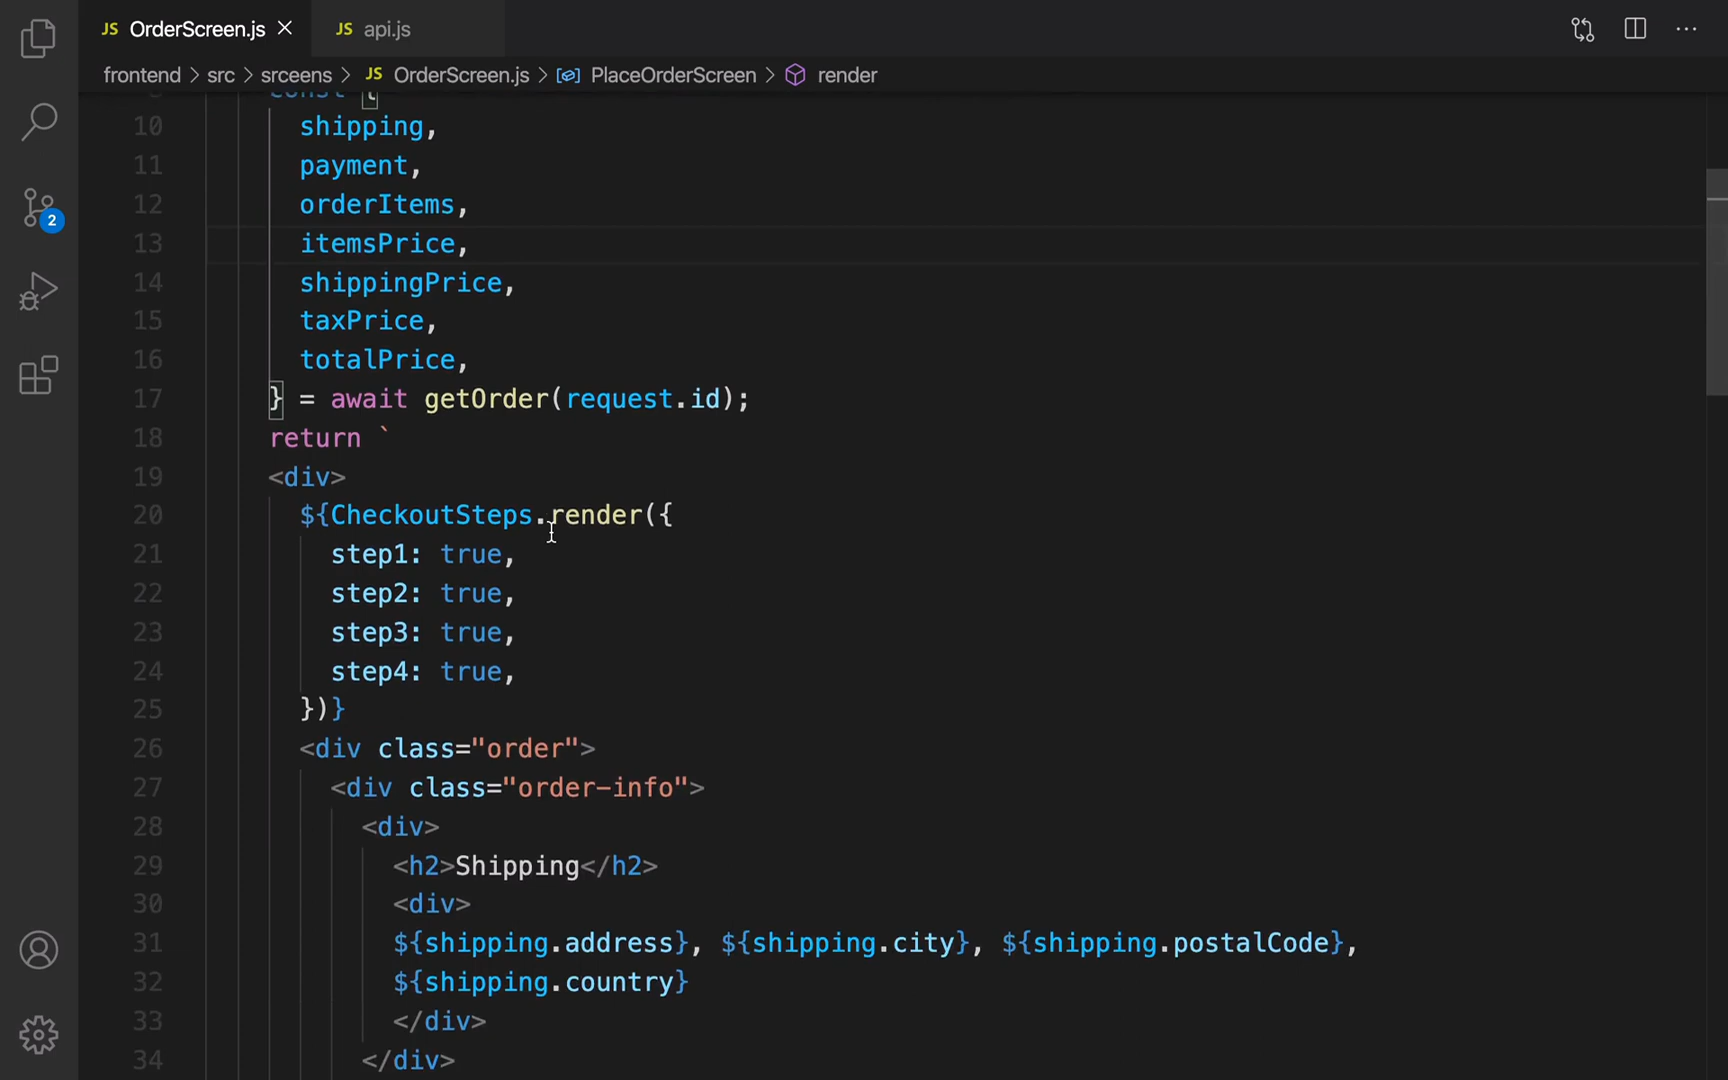 JS OrderScreen.js JS api.js
frontend > src > srceens > JS OrderScreen.js > PlaceOrderScreen > render
const {
10 shipping,
11 payment,
12 orderItems,
13 itemsPrice,
14 shippingPrice,
15 taxPrice,
16 totalPrice,
17 } = await getOrder(request.id);
18 return `
19 <div>
20 ${CheckoutSteps.render({
21 step1: true,
22 step2: true,
23 step3: true,
24 step4: true,
25 })}
26 <div class="order">
27 <div class="order-info">
28 <div>
29 <h2>Shipping</h2>
30 <div>
31 ${shipping.address}, ${shipping.city}, ${shipping.postalCode},
32 ${shipping.country}
33 </div>
34 </div>
2